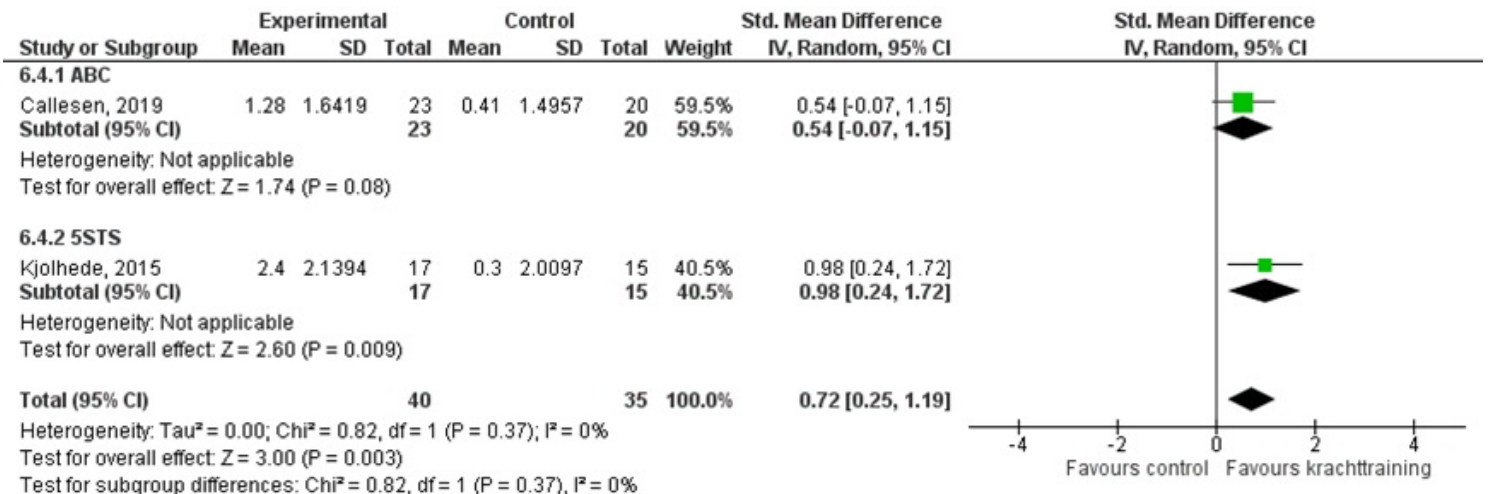 Experimental Control Std. Mean Difference Std. Mean Difference
Study or Subgroup Mean SD Total Mean SD Total Weight IV, Random, 95% CI IV, Random, 95% CI
6.4.1 ABC
Callesen, 2019 1.28 1.6419 23 0.41 1.4957 20 59.5% 0.54 [-0.07, 1.15]
Subtotal (95% CI) 23 20 59.5% 0.54 [-0.07, 1.15]
Heterogeneity: Not applicable
Test for overall effect: Z = 1.74 (P = 0.08)
6.4.2 5STS
Kjolhede, 2015 2.4 2.1394 17 0.3 2.0097 15 40.5% 0.98 [0.24, 1.72]
Subtotal (95% CI) 17 15 40.5% 0.98 [0.24, 1.72]
Heterogeneity: Not applicable
Test for overall effect: Z = 2.60 (P = 0.009)
Total (95% CI) 40 35 100.0% 0.72 [0.25, 1.19]
Heterogeneity: Tau² = 0.00; Chi² = 0.82, df = 1 (P = 0.37); I² = 0%
Test for overall effect: Z = 3.00 (P = 0.003)
Test for subgroup differences: Chi² = 0.82, df = 1 (P = 0.37), I² = 0%
-4 -2 0 2 4
Favours control Favours krachttraining